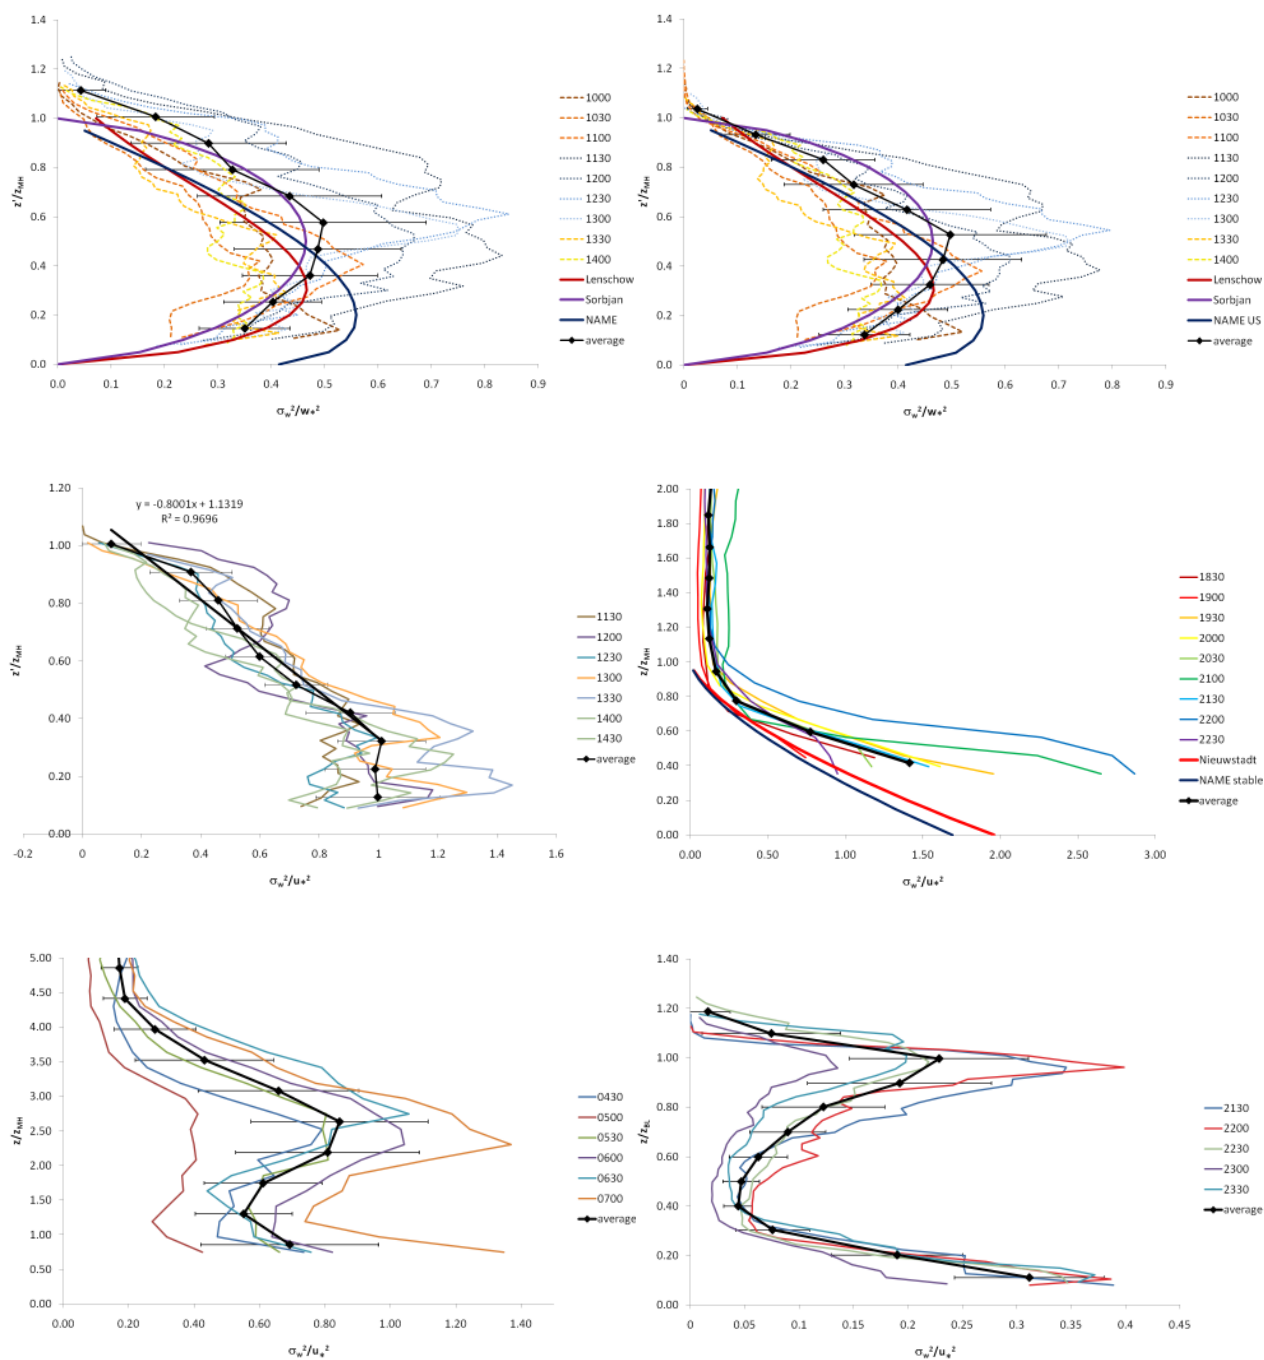 1.4
1.2
1.0
0.8
0.6
0.4
0.2
0.0
z'/zMH
0.0 0.1 0.2 0.3 0.4 0.5 0.6 0.7 0.8 0.9
σw²/w*²
1000
1030
1100
1130
1200
1230
1300
1330
1400
Lenschow
Sorbjan
NAME
average
1.4
1.2
1.0
0.8
0.6
0.4
0.2
0.0
z'/zMH
0 0.1 0.2 0.3 0.4 0.5 0.6 0.7 0.8 0.9
σw²/w*²
1000
1030
1100
1130
1200
1230
1300
1330
1400
Lenschow
Sorbjan
NAME US
average
1.20
1.00
0.80
0.60
0.40
0.20
0.00
z'/zMH
y = -0.8001x + 1.1319
R² = 0.9696
-0.2 0 0.2 0.4 0.6 0.8 1 1.2 1.4 1.6
σw²/u*²
1130
1200
1230
1300
1330
1400
1430
average
2.00
1.80
1.60
1.40
1.20
1.00
0.80
0.60
0.40
0.20
0.00
z/zMH
0.00 0.50 1.00 1.50 2.00 2.50 3.00
σw²/u*²
1830
1900
1930
2000
2030
2100
2130
2200
2230
Nieuwstadt
NAME stable
average
5.00
4.50
4.00
3.50
3.00
2.50
2.00
1.50
1.00
0.50
0.00
z/zMH
0.00 0.20 0.40 0.60 0.80 1.00 1.20 1.40
σw²/u*²
0430
0500
0530
0600
0630
0700
average
1.40
1.20
1.00
0.80
0.60
0.40
0.20
0.00
z/zBL
0 0.05 0.1 0.15 0.2 0.25 0.3 0.35 0.4 0.45
σw²/u*²
2130
2200
2230
2300
2330
average